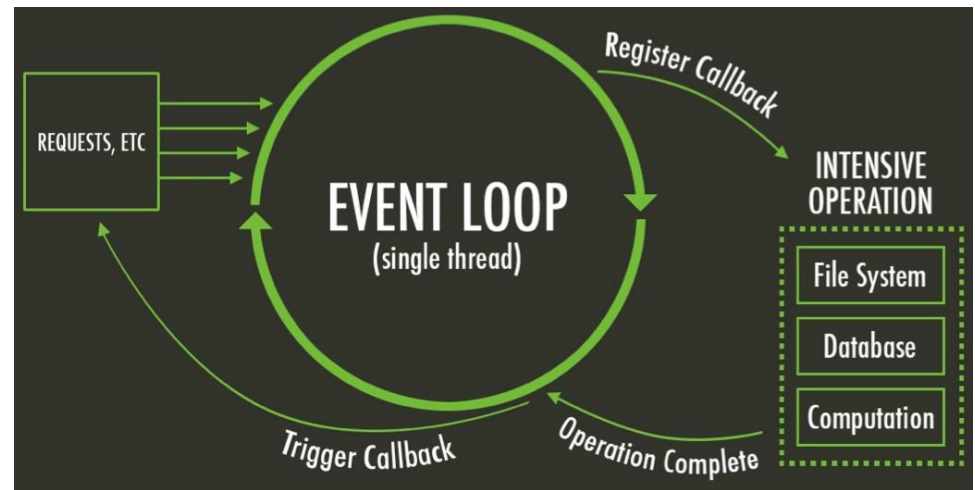 REQUESTS, ETC
EVENT LOOP
(single thread)
Register Callback
INTENSIVE
OPERATION
File System
Database
Computation
Operation Complete
Trigger Callback